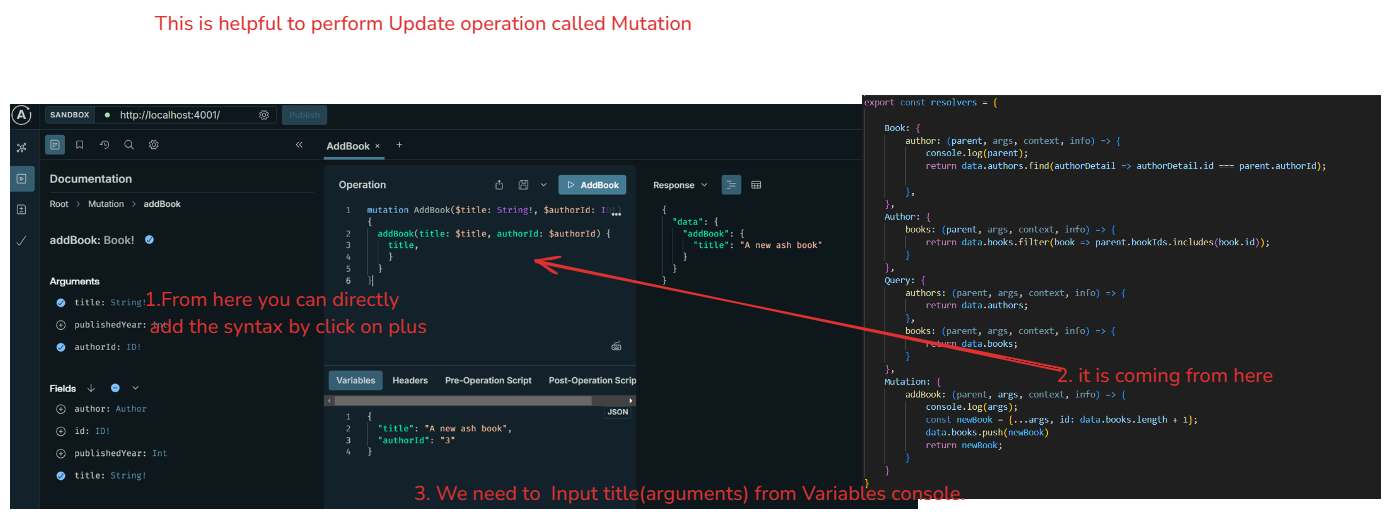 This is helpful to perform Update operation called Mutation
SANDBOX http://localhost:4001/ Publish
AddBook × +
Documentation
Root > Mutation > addBook
addBook: Book!
Arguments
title: String!
publishedYear: Int
authorId: ID!
1.From here you can directly
add the syntax by click on plus
Fields
author: Author
id: ID!
publishedYear: Int
title: String!
Operation AddBook
1 mutation AddBook($title: String!, $authorId: ID!)
{
2 addBook(title: $title, authorId: $authorId) {
3 title,
4 }
5 }
6 }
Variables Headers Pre-Operation Script Post-Operation Scrip
JSON
1 {
2 "title": "A new ash book",
3 "authorId": "3"
4 }
Response
{
"data": {
"addBook": {
"title": "A new ash book"
}
}
}
export const resolvers = {
Book: {
author: (parent, args, context, info) => {
console.log(parent);
return data.authors.find(authorDetail => authorDetail.id === parent.authorId);
},
},
Author: {
books: (parent, args, context, info) => {
return data.books.filter(book => parent.bookIds.includes(book.id));
}
},
Query: {
authors: (parent, args, context, info) => {
return data.authors;
},
books: (parent, args, context, info) => {
return data.books;
}
},
2. it is coming from here
Mutation: {
addBook: (parent, args, context, info) => {
console.log(args);
const newBook = {...args, id: data.books.length + 1};
data.books.push(newBook)
return newBook;
}
}
}
3. We need to Input title(arguments) from Variables console.